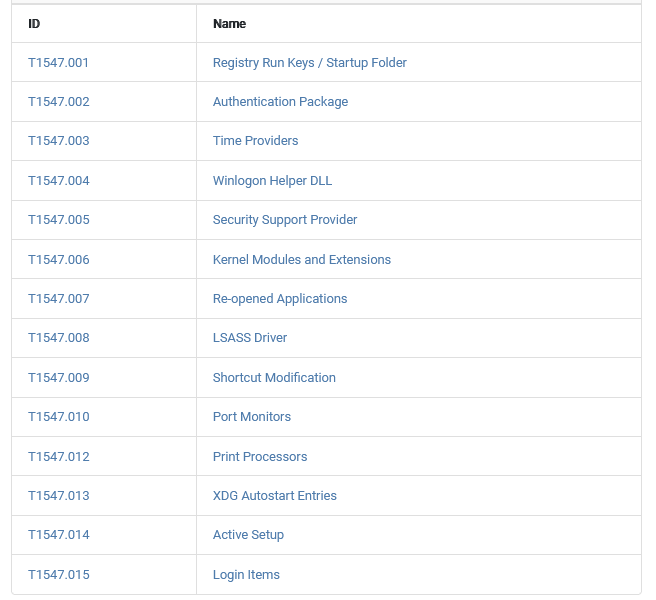 ID Name
T1547.001 Registry Run Keys / Startup Folder
T1547.002 Authentication Package
T1547.003 Time Providers
T1547.004 Winlogon Helper DLL
T1547.005 Security Support Provider
T1547.006 Kernel Modules and Extensions
T1547.007 Re-opened Applications
T1547.008 LSASS Driver
T1547.009 Shortcut Modification
T1547.010 Port Monitors
T1547.012 Print Processors
T1547.013 XDG Autostart Entries
T1547.014 Active Setup
T1547.015 Login Items